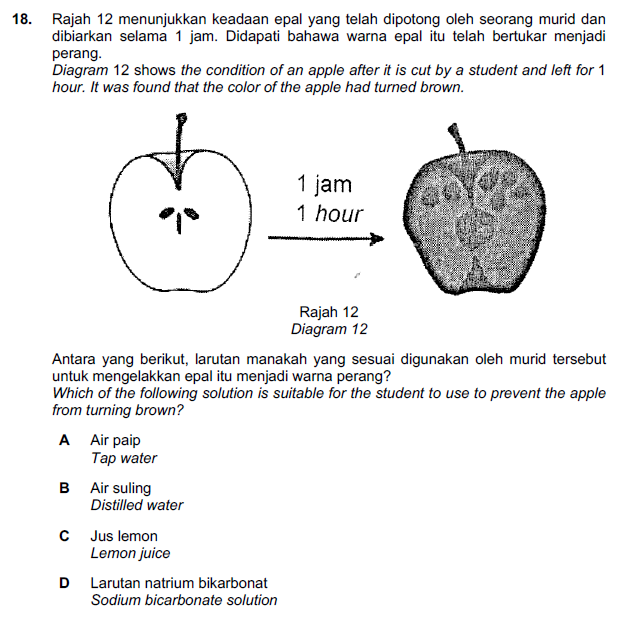 18. Rajah 12 menunjukkan keadaan epal yang telah dipotong oleh seorang murid dan
dibiarkan selama 1 jam. Didapati bahawa warna epal itu telah bertukar menjadi
perang.
Diagram 12 shows the condition of an apple after it is cut by a student and left for 1
hour. It was found that the color of the apple had turned brown.
1 jam
1 hour
Rajah 12
Diagram 12
Antara yang berikut, larutan manakah yang sesuai digunakan oleh murid tersebut
untuk mengelakkan epal itu menjadi warna perang?
Which of the following solution is suitable for the student to use to prevent the apple
from turning brown?
A Air paip
Tap water
B Air suling
Distilled water
C Jus lemon
Lemon juice
D Larutan natrium bikarbonat
Sodium bicarbonate solution